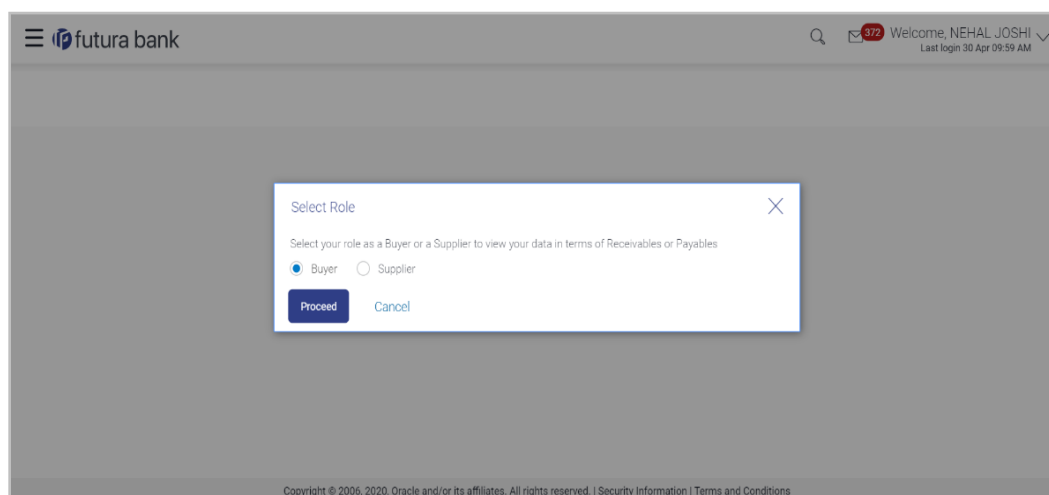 futura bank
372 Welcome, NEHAL JOSHI
Last login 30 Apr 09:59 AM
Select Role
Select your role as a Buyer or a Supplier to view your data in terms of Receivables or Payables
Buyer Supplier
Proceed Cancel
Copyright © 2006, 2020, Oracle and/or its affiliates. All rights reserved. | Security Information | Terms and Conditions